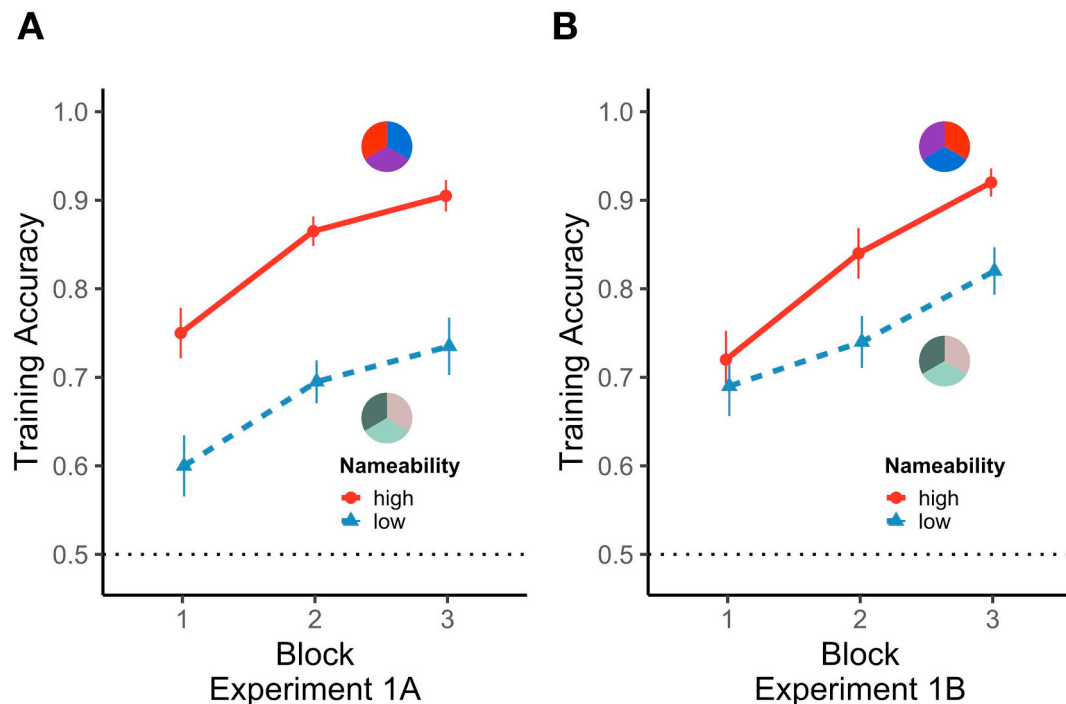 A
1.0
0.9
0.8
0.7
0.6
0.5
Training Accuracy
Nameability
high
low
1 2 3
Block
Experiment 1A
B
1.0
0.9
0.8
0.7
0.6
0.5
Training Accuracy
Nameability
high
low
1 2 3
Block
Experiment 1B